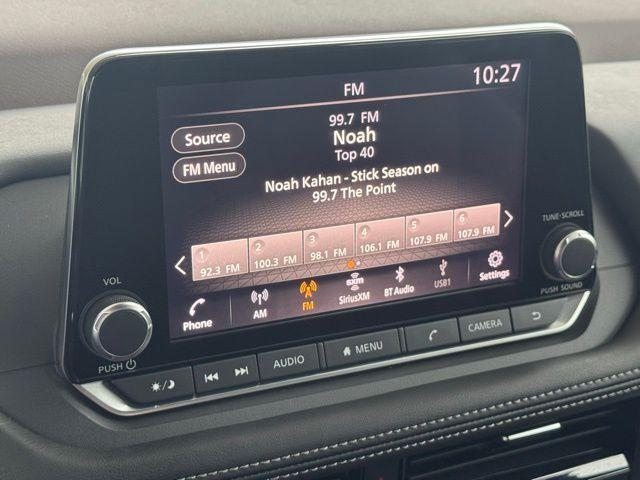 FM
10:27
Source
FM Menu
99.7 FM
Noah
Top 40
Noah Kahan - Stick Season on
99.7 The Point
1
92.3 FM
2
100.3 FM
3
98.1 FM
4
106.1 FM
5
107.9 FM
6
107.9 FM
Phone
AM
FM
sxm
SiriusXM
BT Audio
USB1
Settings
VOL
PUSH
TUNE·SCROLL
PUSH SOUND
AUDIO
MENU
CAMERA